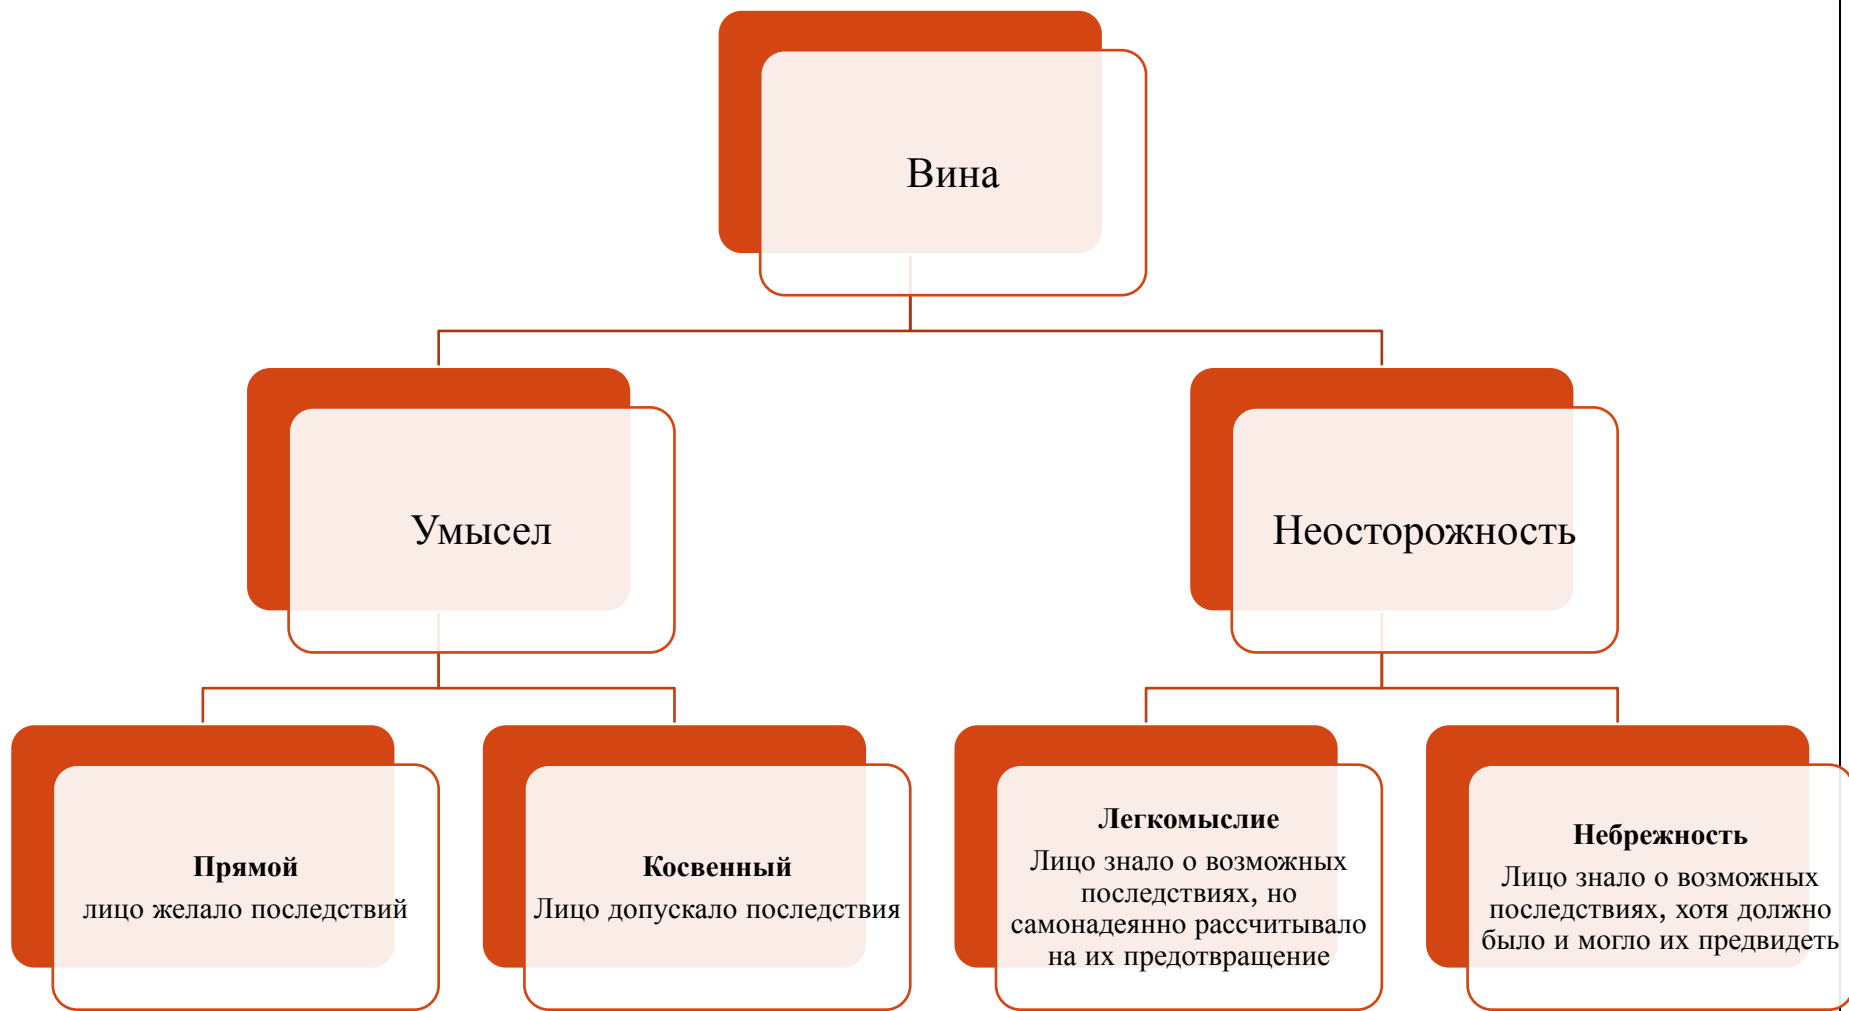 Вина
Умысел
Неосторожность
Прямой
лицо желало последствий
Косвенный
Лицо допускало последствия
Легкомыслие
Лицо знало о возможных
последствиях, но
самонадеянно рассчитывало
на их предотвращение
Небрежность
Лицо знало о возможных
последствиях, хотя должно
было и могло их предвидеть